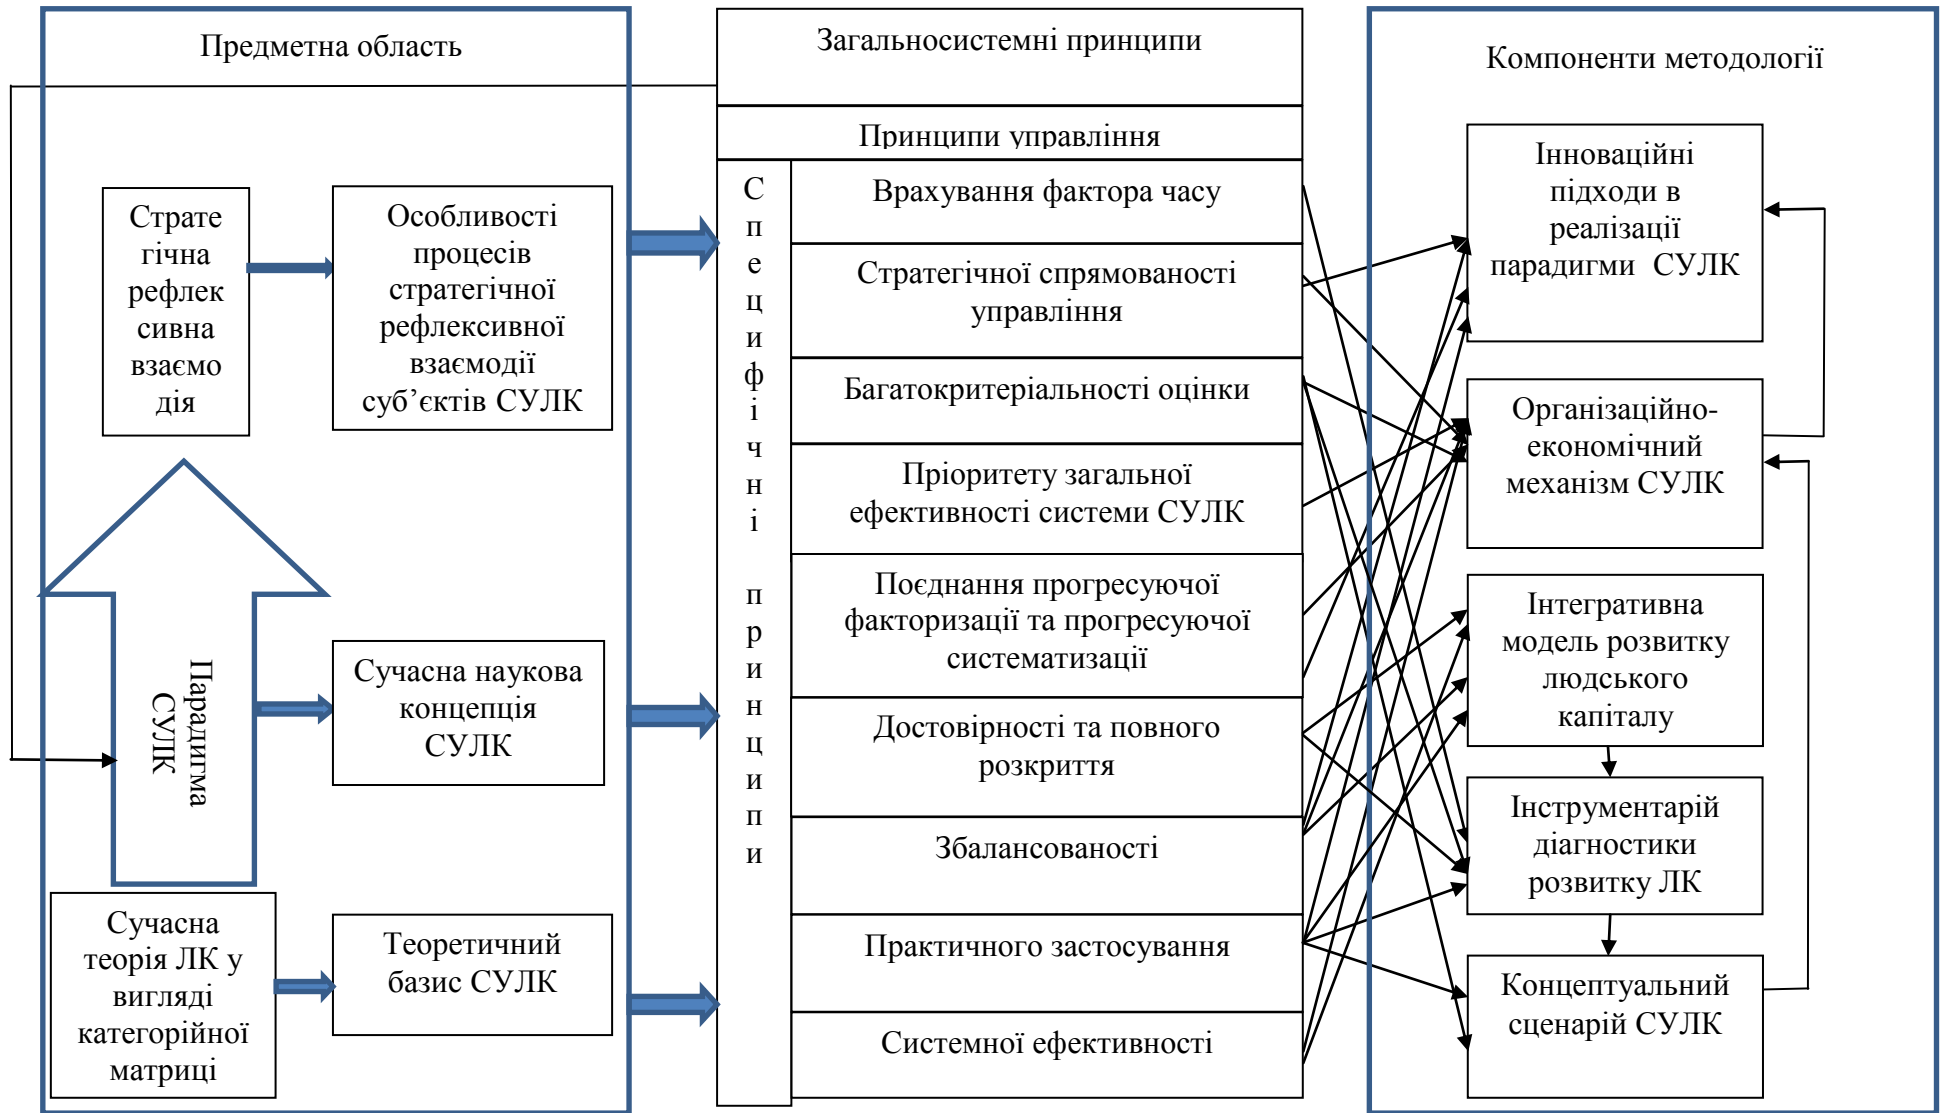 Предметна область
Стратe
гічна
рефлек
сивна
взаємо
дія
Особливості
процесів
стратегічної
рефлексивної
взаємодії
суб’єктів СУЛК
Парадигма
СУЛК
Сучасна наукова
концепція
СУЛК
Сучасна
теорія ЛК у
вигляді
категорійної
матриці
Теоретичний
базис СУЛК
Загальносистемні принципи
Принципи управління
С
п
е
ц
и
ф
і
ч
н
і
п
р
и
н
ц
и
п
и
Врахування фактора часу
Стратегічної спрямованості
управління
Багатокритеріальності оцінки
Пріоритету загальної
ефективності системи СУЛК
Поєднання прогресуючої
факторизації та прогресуючої
систематизації
Достовірності та повного
розкриття
Збалансованості
Практичного застосування
Системної ефективності
Компоненти методології
Інноваційні
підходи в
реалізації
парадигми СУЛК
Організаційно-
економічний
механізм СУЛК
Інтегративна
модель розвитку
людського
капіталу
Інструментарій
діагностики
розвитку ЛК
Концептуальний
сценарій СУЛК